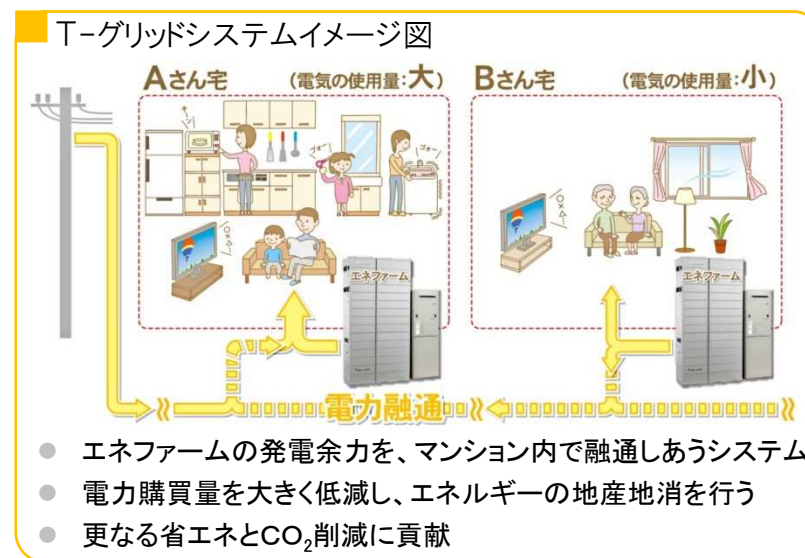 T-グリッドシステムイメージ図
Aさん宅 (電気の使用量:大)
Bさん宅 (電気の使用量:小)
ゴォー
ゴォー
エネファーム
エネファーム
電力融通
エネファームの発電余力を、マンション内で融通しあうシステム
電力購買量を大きく低減し、エネルギーの地産地消を行う
更なる省エネとCO₂削減に貢献